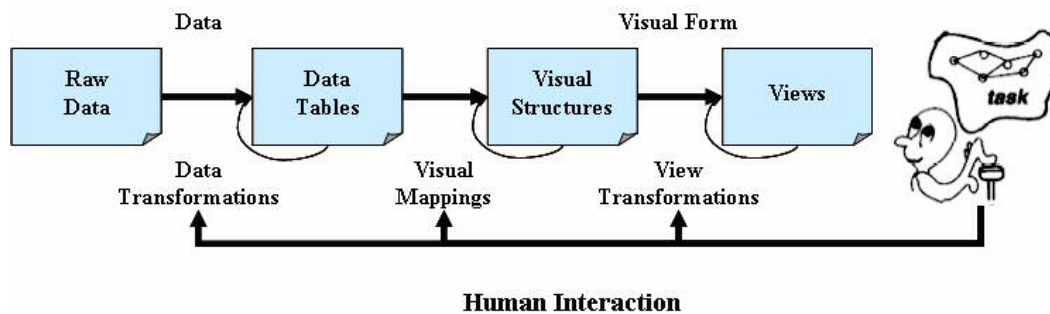 Data
Visual Form
Raw
Data
Data
Tables
Visual
Structures
Views
task
Data
Transformations
Visual
Mappings
View
Transformations
Human Interaction